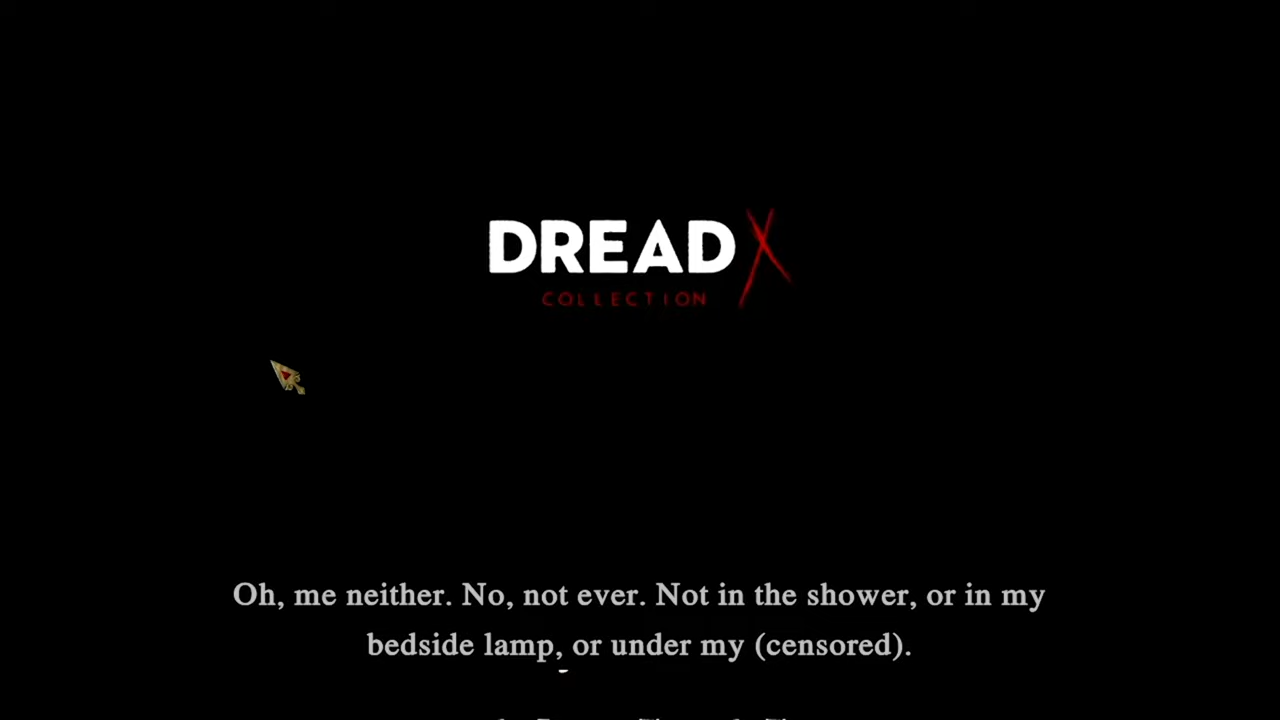 DREAD X
COLLECTION
Oh, me neither. No, not ever. Not in the shower, or in my
bedside lamp, or under my (censored).